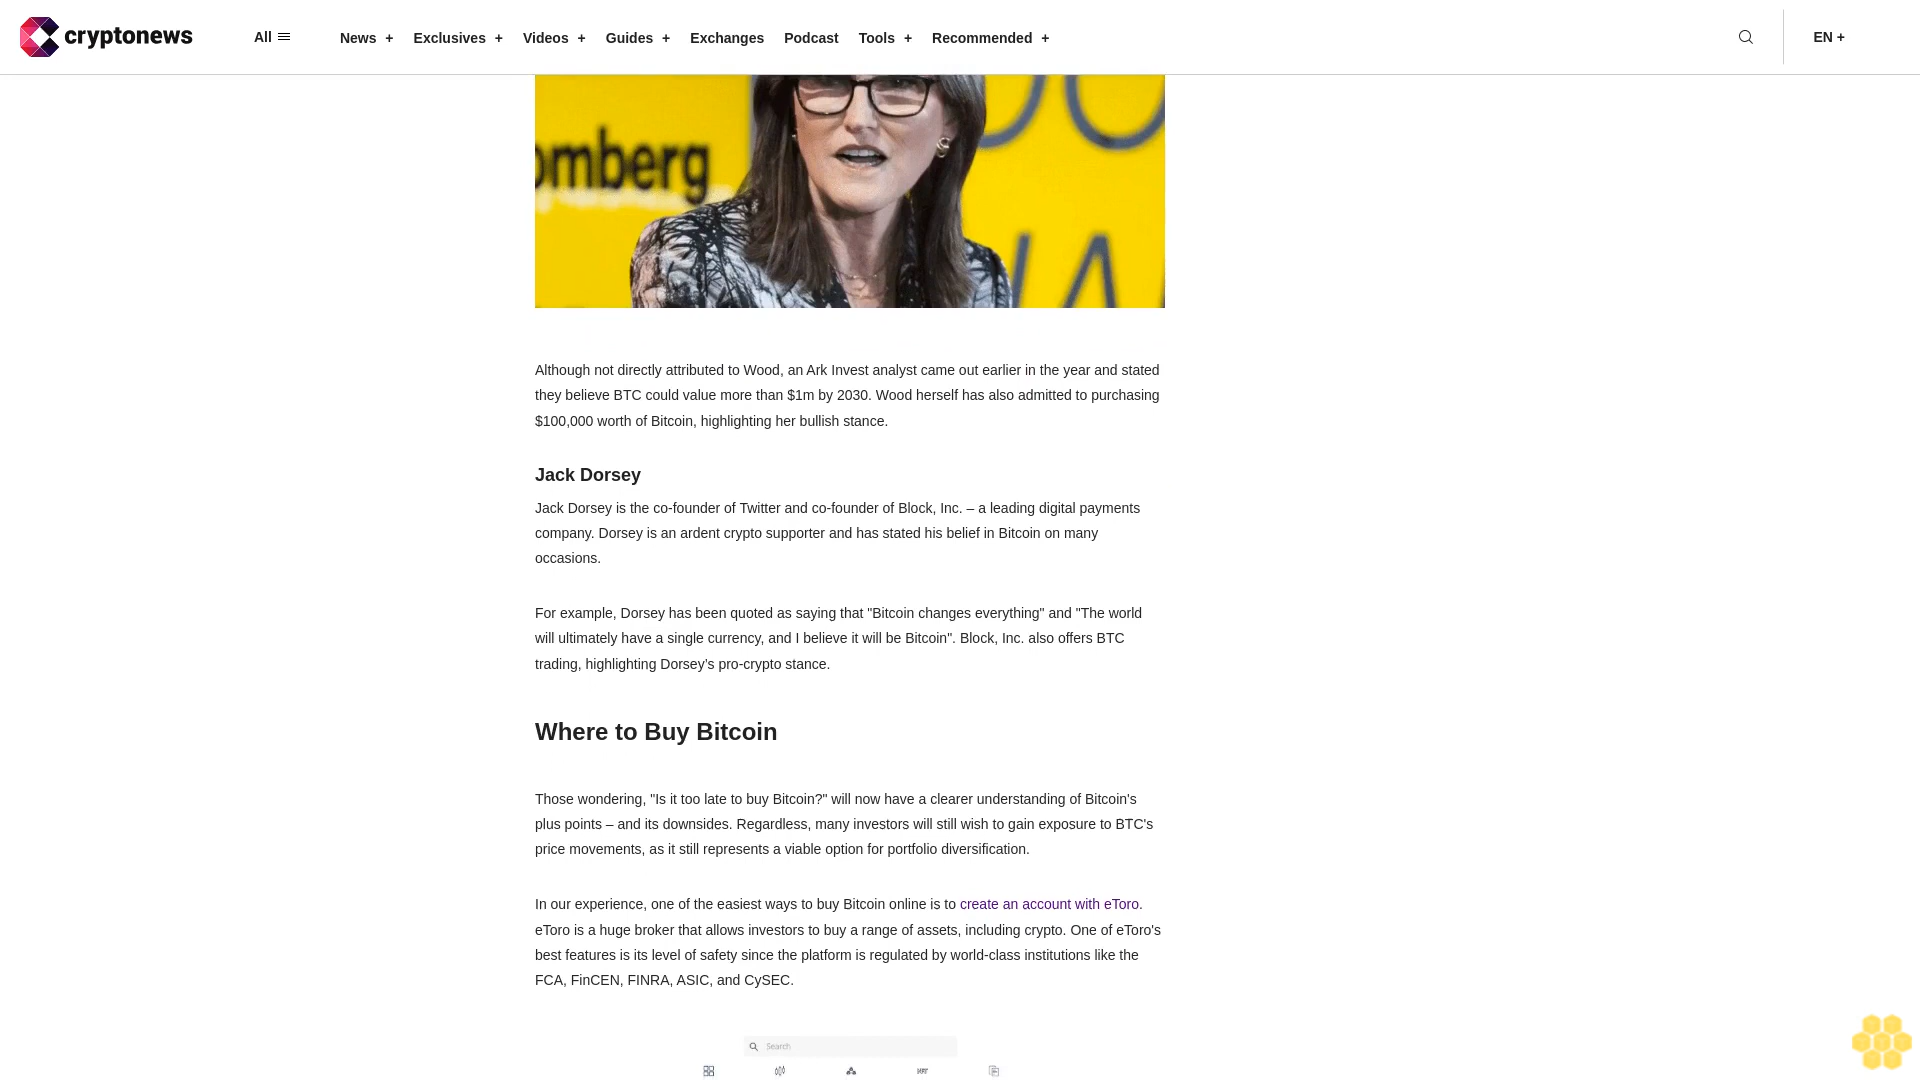 cryptonews
All
News + Exclusives + Videos + Guides + Exchanges Podcast Tools + Recommended +
EN +
omberg
Although not directly attributed to Wood, an Ark Invest analyst came out earlier in the year and stated
they believe BTC could value more than $1m by 2030. Wood herself has also admitted to purchasing
$100,000 worth of Bitcoin, highlighting her bullish stance.
Jack Dorsey
Jack Dorsey is the co-founder of Twitter and co-founder of Block, Inc. – a leading digital payments
company. Dorsey is an ardent crypto supporter and has stated his belief in Bitcoin on many
occasions.
For example, Dorsey has been quoted as saying that "Bitcoin changes everything" and "The world
will ultimately have a single currency, and I believe it will be Bitcoin". Block, Inc. also offers BTC
trading, highlighting Dorsey's pro-crypto stance.
Where to Buy Bitcoin
Those wondering, "Is it too late to buy Bitcoin?" will now have a clearer understanding of Bitcoin's
plus points – and its downsides. Regardless, many investors will still wish to gain exposure to BTC's
price movements, as it still represents a viable option for portfolio diversification.
In our experience, one of the easiest ways to buy Bitcoin online is to create an account with eToro.
eToro is a huge broker that allows investors to buy a range of assets, including crypto. One of eToro's
best features is its level of safety since the platform is regulated by world-class institutions like the
FCA, FinCEN, FINRA, ASIC, and CySEC.
Search
NFT